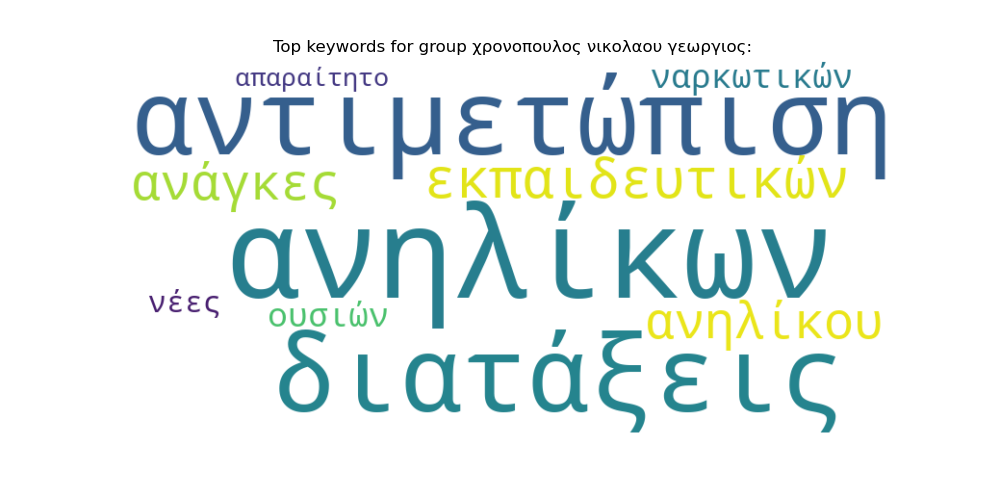 Top keywords for group χρονοπουλος νικολαου γεωργιος:
απαραίτητο ναρκωτικών
αντιμετώπιση
ανάγκες εκπαιδευτικών
ανηλίκων
νέες ουσιών ανηλίκου
διατάξεις